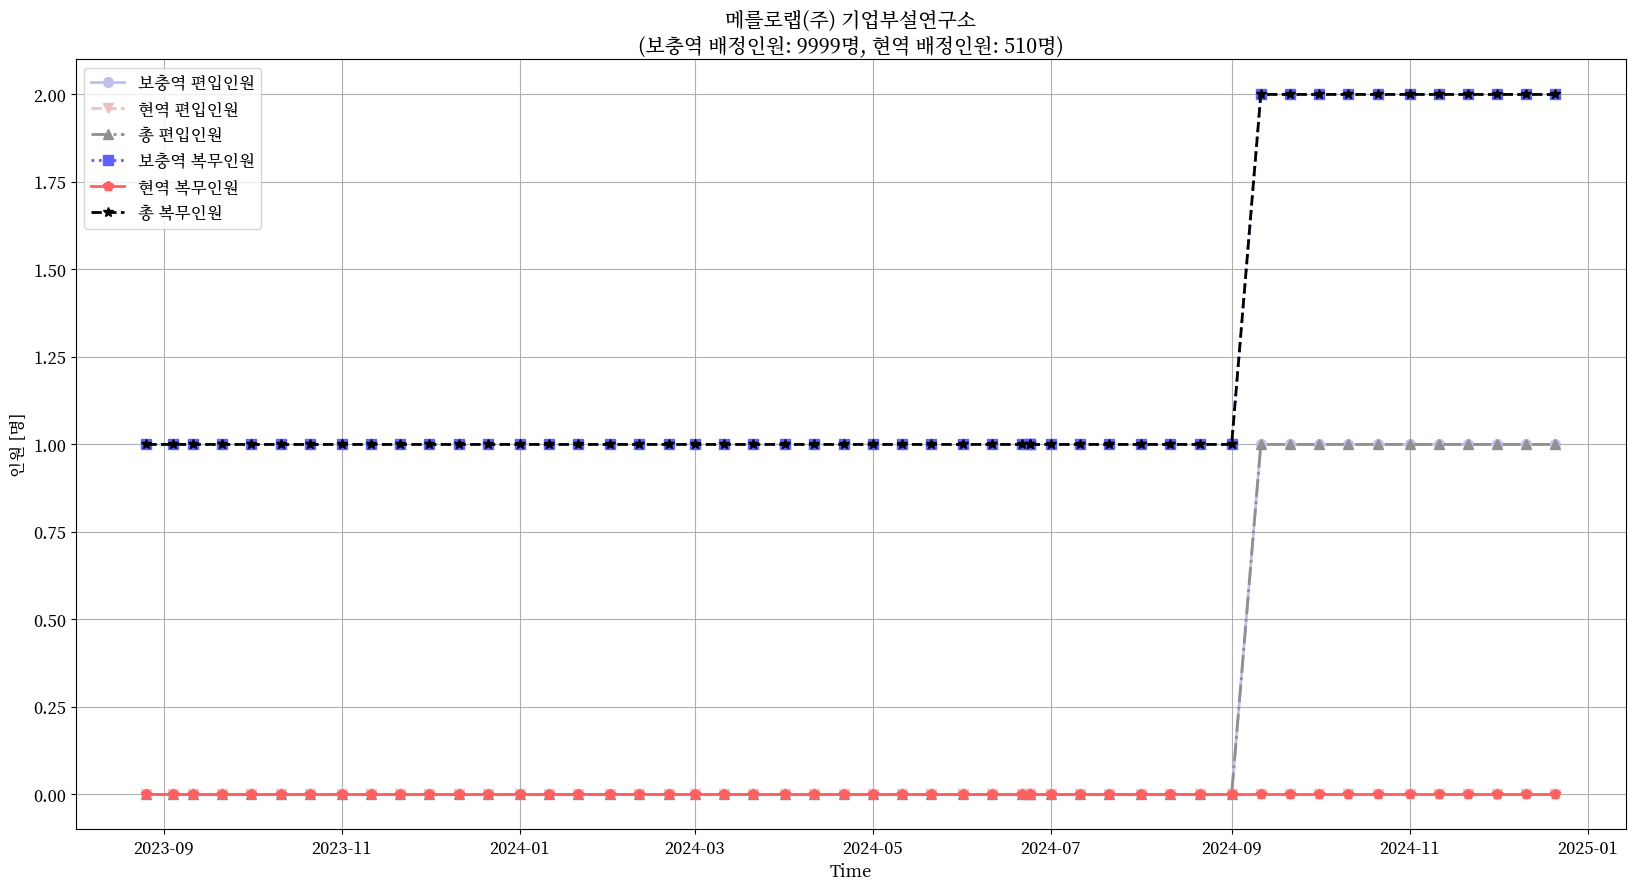 메를로랩(주) 기업부설연구소
(보충역 배정인원: 9999명, 현역 배정인원: 510명)
보충역 편입인원
현역 편입인원
총 편입인원
보충역 복무인원
현역 복무인원
총 복무인원
2.00
1.75
1.50
1.25
1.00
0.75
0.50
0.25
0.00
인원 [명]
2023-09
2023-11
2024-01
2024-03
2024-05
2024-07
2024-09
2024-11
2025-01
Time